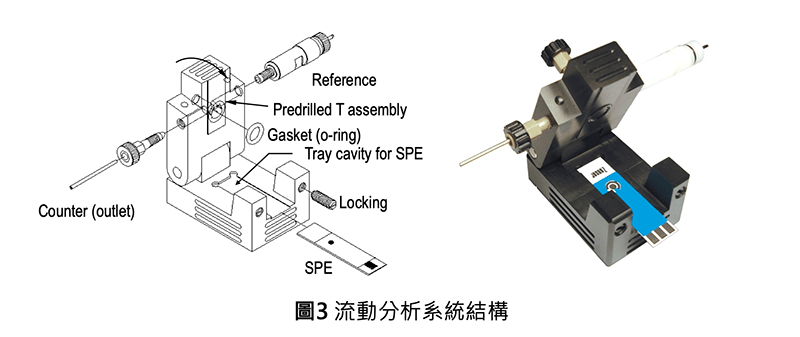 Reference
Predrilled T assembly
Gasket (o-ring)
Tray cavity for SPE
Locking
Counter (outlet)
SPE
圖3 流動分析系統結構